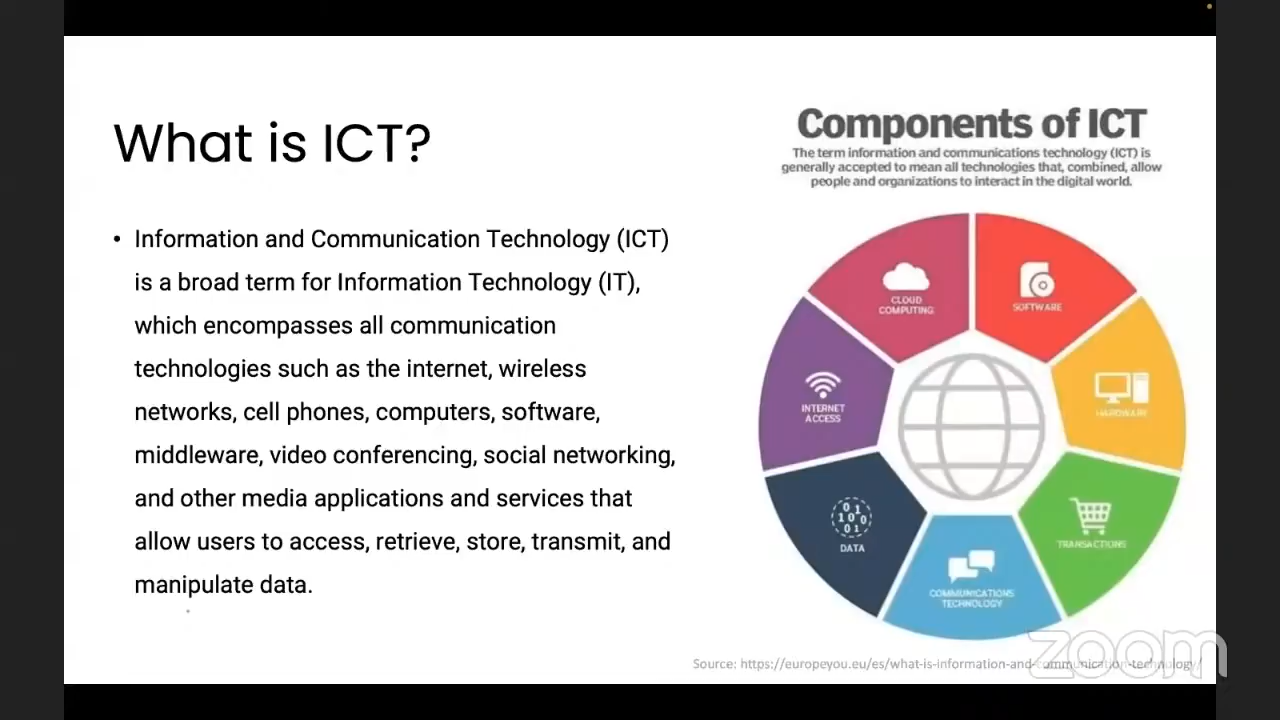 What is ICT?
• Information and Communication Technology (ICT)
is a broad term for Information Technology (IT),
which encompasses all communication
technologies such as the internet, wireless
networks, cell phones, computers, software,
middleware, video conferencing, social networking,
and other media applications and services that
allow users to access, retrieve, store, transmit, and
manipulate data.
Components of ICT
The term information and communications technology (ICT) is
generally accepted to mean all technologies that, combined, allow
people and organizations to interact in the digital world.
CLOUD
COMPUTING
SOFTWARE
INTERNET
ACCESS
HARDWARE
01
100
01
DATA
TRANSACTIONS
COMMUNICATIONS
TECHNOLOGY
Source: https://europeyou.eu/es/what-is-information-and-communication-technology/
zoom